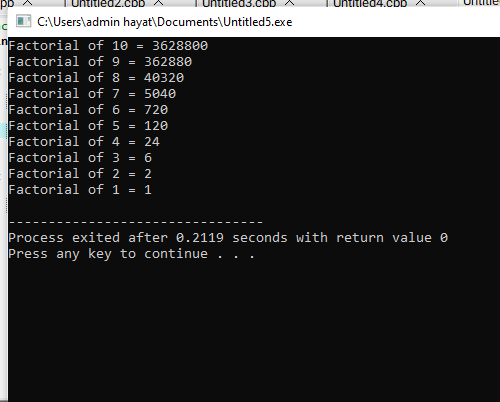 Untitled2.cpp Untitled3.cpp Untitled4.cpp
C:\Users\admin hayat\Documents\Untitled5.exe
Factorial of 10 = 3628800
Factorial of 9 = 362880
Factorial of 8 = 40320
Factorial of 7 = 5040
Factorial of 6 = 720
Factorial of 5 = 120
Factorial of 4 = 24
Factorial of 3 = 6
Factorial of 2 = 2
Factorial of 1 = 1
--------------------------------
Process exited after 0.2119 seconds with return value 0
Press any key to continue . . .